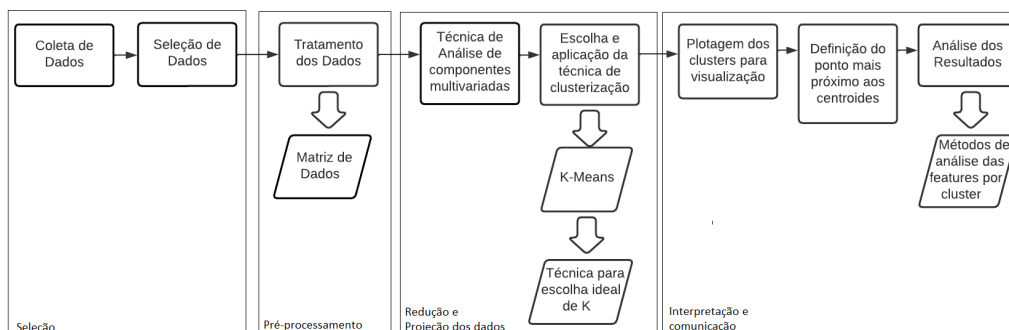 Coleta de
Dados
Seleção de
Dados
Seleção
Tratamento
dos Dados
Matriz de
Dados
Pré-processamento
Técnica de
Análise de
componentes
multivariadas
Escolha e
aplicação da
técnica de
clusterização
K-Means
Técnica para
escolha ideal
de K
Redução e
Projeção dos dados
Plotagem dos
clusters para
visualização
Definição do
ponto mais
próximo aos
centroides
Análise dos
Resultados
Métodos de
análise das
features por
cluster
Interpretação e
comunicação